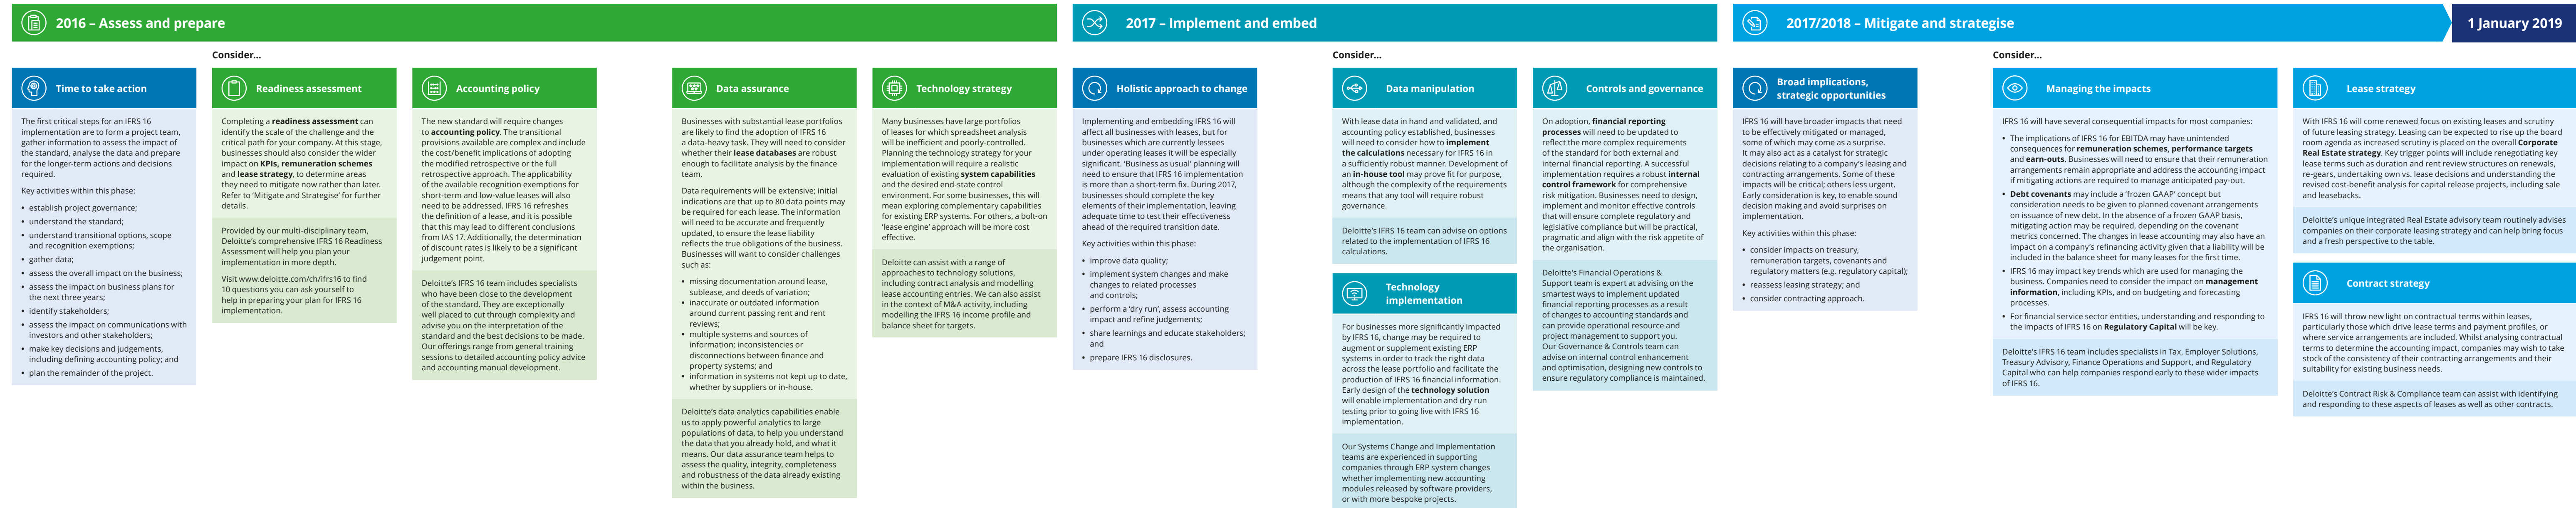 2016 – Assess and prepare
2017 – Implement and embed
2017/2018 – Mitigate and strategise
1 January 2019
Consider...
Time to take action
The first critical steps for an IFRS 16
implementation are to form a project team,
gather information to assess the impact of
the standard, analyse the data and prepare
for the longer-term actions and decisions
required.
Key activities within this phase:
• establish project governance;
• understand the standard;
• understand transitional options, scope
and recognition exemptions;
• gather data;
• assess the overall impact on the business;
• assess the impact on business plans for
the next three years;
• identify stakeholders;
• assess the impact on communications with
investors and other stakeholders;
• make key decisions and judgements,
including defining accounting policy; and
• plan the remainder of the project.
Readiness assessment
Completing a readiness assessment can
identify the scale of the challenge and the
critical path for your company. At this stage,
businesses should also consider the wider
impact on KPIs, remuneration schemes
and lease strategy, to determine areas
they need to mitigate now rather than later.
Refer to ‘Mitigate and Strategise’ for further
details.
Provided by our multi-disciplinary team,
Deloitte’s comprehensive IFRS 16 Readiness
Assessment will help you plan your
implementation in more depth.
Visit www.deloitte.com/ch/ifrs16 to find
10 questions you can ask yourself to
help in preparing your plan for IFRS 16
implementation.
Accounting policy
The new standard will require changes
to accounting policy. The transitional
provisions available are complex and include
the cost/benefit implications of adopting
the modified retrospective or the full
retrospective approach. The applicability
of the available recognition exemptions for
short-term and low-value leases will also
need to be addressed. IFRS 16 refreshes
the definition of a lease, and it is possible
that this may lead to different conclusions
from IAS 17. Additionally, the determination
of discount rates is likely to be a significant
judgement point.
Deloitte’s IFRS 16 team includes specialists
who have been close to the development
of the standard. They are exceptionally
well placed to cut through complexity and
advise you on the interpretation of the
standard and the best decisions to be made.
Our offerings range from general training
sessions to detailed accounting policy advice
and accounting manual development.
Data assurance
Businesses with substantial lease portfolios
are likely to find the adoption of IFRS 16
a data-heavy task. They will need to consider
whether their lease databases are robust
enough to facilitate analysis by the finance
team.
Data requirements will be extensive; initial
indications are that up to 80 data points may
be required for each lease. The information
will need to be accurate and frequently
updated, to ensure the lease liability
reflects the true obligations of the business.
Businesses will want to consider challenges
such as:
• missing documentation around lease,
sublease, and deeds of variation;
• inaccurate or outdated information
around current passing rent and rent
reviews;
• multiple systems and sources of
information; inconsistencies or
disconnections between finance and
property systems; and
• information in systems not kept up to date,
whether by suppliers or in-house.
Deloitte’s data analytics capabilities enable
us to apply powerful analytics to large
populations of data, to help you understand
the data that you already hold, and what it
means. Our data assurance team helps to
assess the quality, integrity, completeness
and robustness of the data already existing
within the business.
Technology strategy
Many businesses have large portfolios
of leases for which spreadsheet analysis
will be inefficient and poorly-controlled.
Planning the technology strategy for your
implementation will require a realistic
evaluation of existing system capabilities
and the desired end-state control
environment. For some businesses, this will
mean exploring complementary capabilities
for existing ERP systems. For others, a bolt-on
‘lease engine’ approach will be more cost
effective.
Deloitte can assist with a range of
approaches to technology solutions,
including contract analysis and modelling
lease accounting entries. We can also assist
in the context of M&A activity, including
modelling the IFRS 16 income profile and
balance sheet for targets.
Holistic approach to change
Implementing and embedding IFRS 16 will
affect all businesses with leases, but for
businesses which are currently lessees
under operating leases it will be especially
significant. ‘Business as usual’ planning will
need to ensure that IFRS 16 implementation
is more than a short-term fix. During 2017,
businesses should complete the key
elements of their implementation, leaving
adequate time to test their effectiveness
ahead of the required transition date.
Key activities within this phase:
• improve data quality;
• implement system changes and make
changes to related processes
and controls;
• perform a ‘dry run’, assess accounting
impact and refine judgements;
• share learnings and educate stakeholders;
and
• prepare IFRS 16 disclosures.
Consider...
Data manipulation
With lease data in hand and validated, and
accounting policy established, businesses
will need to consider how to implement
the calculations necessary for IFRS 16 in
a sufficiently robust manner. Development of
an in-house tool may prove fit for purpose,
although the complexity of the requirements
means that any tool will require robust
governance.
Deloitte’s IFRS 16 team can advise on options
related to the implementation of IFRS 16
calculations.
Technology
implementation
For businesses more significantly impacted
by IFRS 16, change may be required to
augment or supplement existing ERP
systems in order to track the right data
across the lease portfolio and facilitate the
production of IFRS 16 financial information.
Early design of the technology solution
will enable implementation and dry run
testing prior to going live with IFRS 16
implementation.
Our Systems Change and Implementation
teams are experienced in supporting
companies through ERP system changes
whether implementing new accounting
modules released by software providers,
or with more bespoke projects.
Controls and governance
On adoption, financial reporting
processes will need to be updated to
reflect the more complex requirements
of the standard for both external and
internal financial reporting. A successful
implementation requires a robust internal
control framework for comprehensive
risk mitigation. Businesses need to design,
implement and monitor effective controls
that will ensure complete regulatory and
legislative compliance but will be practical,
pragmatic and align with the risk appetite of
the organisation.
Deloitte’s Financial Operations &
Support team is expert at advising on the
smartest ways to implement updated
financial reporting processes as a result
of changes to accounting standards and
can provide operational resource and
project management to support you.
Our Governance & Controls team can
advise on internal control enhancement
and optimisation, designing new controls to
ensure regulatory compliance is maintained.
Broad implications,
strategic opportunities
IFRS 16 will have broader impacts that need
to be effectively mitigated or managed,
some of which may come as a surprise.
It may also act as a catalyst for strategic
decisions relating to a company’s leasing and
contracting arrangements. Some of these
impacts will be critical; others less urgent.
Early consideration is key, to enable sound
decision making and avoid surprises on
implementation.
Key activities within this phase:
• consider impacts on treasury,
remuneration targets, covenants and
regulatory matters (e.g. regulatory capital);
• reassess leasing strategy; and
• consider contracting approach.
Consider...
Managing the impacts
IFRS 16 will have several consequential impacts for most companies:
• The implications of IFRS 16 for EBITDA may have unintended
consequences for remuneration schemes, performance targets
and earn-outs. Businesses will need to ensure that their remuneration
arrangements remain appropriate and address the accounting impact
if mitigating actions are required to manage anticipated pay-out.
• Debt covenants may include a ‘frozen GAAP’ concept but
consideration needs to be given to planned covenant arrangements
on issuance of new debt. In the absence of a frozen GAAP basis,
mitigating action may be required, depending on the covenant
metrics concerned. The changes in lease accounting may also have an
impact on a company’s refinancing activity given that a liability will be
included in the balance sheet for many leases for the first time.
• IFRS 16 may impact key trends which are used for managing the
business. Companies need to consider the impact on management
information, including KPIs, and on budgeting and forecasting
processes.
• For financial service sector entities, understanding and responding to
the impacts of IFRS 16 on Regulatory Capital will be key.
Deloitte’s IFRS 16 team includes specialists in Tax, Employer Solutions,
Treasury Advisory, Finance Operations and Support, and Regulatory
Capital who can help companies respond early to these wider impacts
of IFRS 16.
Lease strategy
With IFRS 16 will come renewed focus on existing leases and scrutiny
of future leasing strategy. Leasing can be expected to rise up the board
room agenda as increased scrutiny is placed on the overall Corporate
Real Estate strategy. Key trigger points will include renegotiating key
lease terms such as duration and rent review structures on renewals,
re-gears, undertaking own vs. lease decisions and understanding the
revised cost-benefit analysis for capital release projects, including sale
and leasebacks.
Deloitte’s unique integrated Real Estate advisory team routinely advises
companies on their corporate leasing strategy and can help bring focus
and a fresh perspective to the table.
Contract strategy
IFRS 16 will throw new light on contractual terms within leases,
particularly those which drive lease terms and payment profiles, or
where service arrangements are included. Whilst analysing contractual
terms to determine the accounting impact, companies may wish to take
stock of the consistency of their contracting arrangements and their
suitability for existing business needs.
Deloitte’s Contract Risk & Compliance team can assist with identifying
and responding to these aspects of leases as well as other contracts.